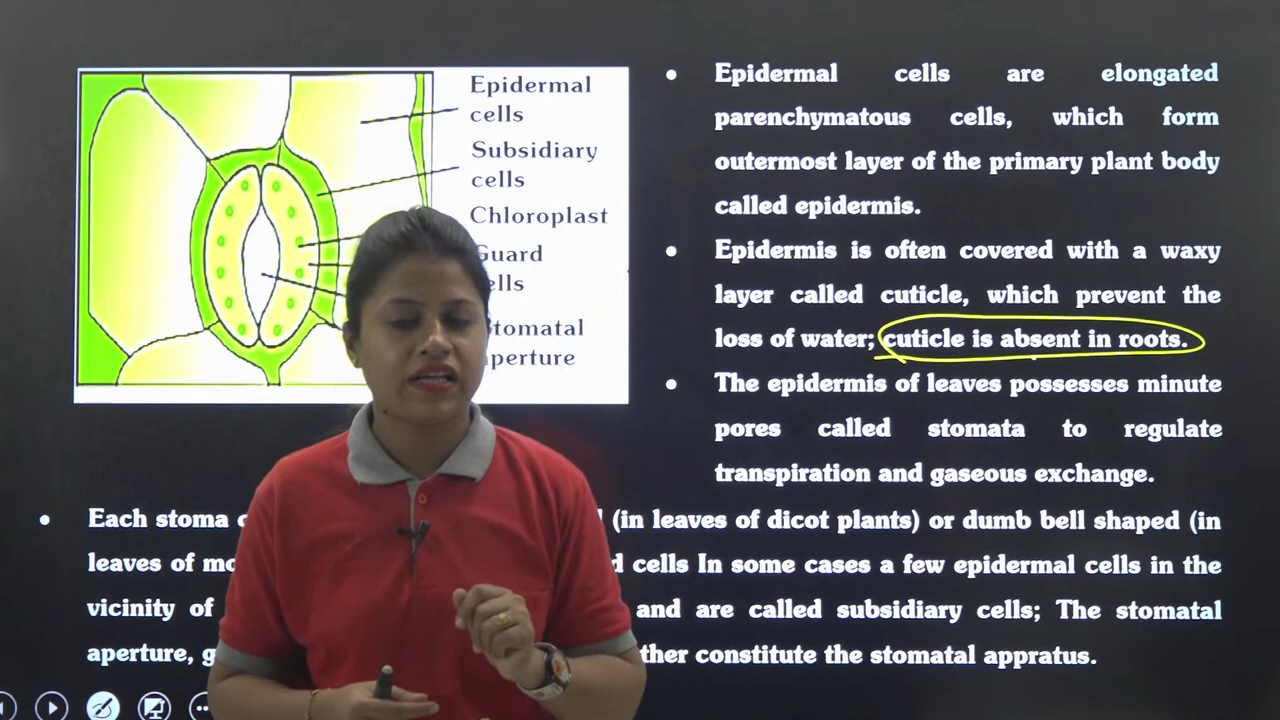 Epidermal
cells
Subsidiary
cells
Chloroplast
Guard
ells
Stomatal
aperture
• Epidermal cells are elongated
parenchymatous cells, which form
outermost layer of the primary plant body
called epidermis.
• Epidermis is often covered with a waxy
layer called cuticle, which prevent the
loss of water; cuticle is absent in roots.
• The epidermis of leaves possesses minute
pores called stomata to regulate
transpiration and gaseous exchange.
• Each stoma (in leaves of dicot plants) or dumb bell shaped (in
leaves of cells In some cases a few epidermal cells in the
vicinity of and are called subsidiary cells; The stomatal
aperture, constitute the stomatal appratus.